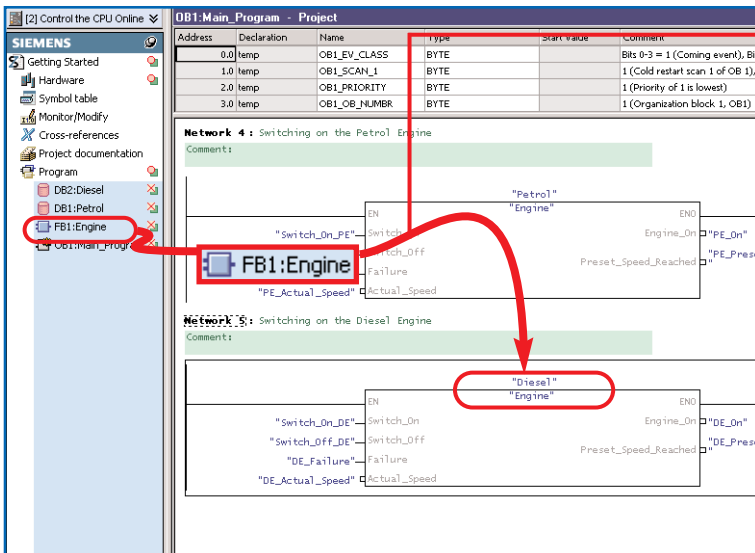 [2] Control the CPU Online
SIEMENS
Getting Started
Hardware
Symbol table
Monitor/Modify
Cross-references
Project documentation
Program
DB2:Diesel
DB1:Petrol
FB1:Engine
OB1:Main_Program
OB1:Main_Program - Project
Address Declaration Name Type Start Value Comment
0.0 temp OB1_EV_CLASS BYTE Bits 0-3 = 1 (Coming event), Bi
1.0 temp OB1_SCAN_1 BYTE 1 (Cold restart scan 1 of OB 1),
2.0 temp OB1_PRIORITY BYTE 1 (Priority of 1 is lowest)
3.0 temp OB1_OB_NUMBR BYTE 1 (Organization block 1, OB1)
Network 4 : Switching on the Petrol Engine
Comment:
"Petrol"
"Engine"
EN ENO
"Switch_On_PE" Switch Engine_On "PE_On"
Switch_Off Preset_Speed_Reached "PE_Pres
FB1:Engine
Failure
"PE_Actual_Speed" Actual_Speed
Network 5 : Switching on the Diesel Engine
Comment:
"Diesel"
"Engine"
EN ENO
"Switch_On_DE" Switch_On Engine_On "DE_On"
"Switch_Off_DE" Switch_Off Preset_Speed_Reached "DE_Pres
"DE_Failure" Failure
"DE_Actual_Speed" Actual_Speed